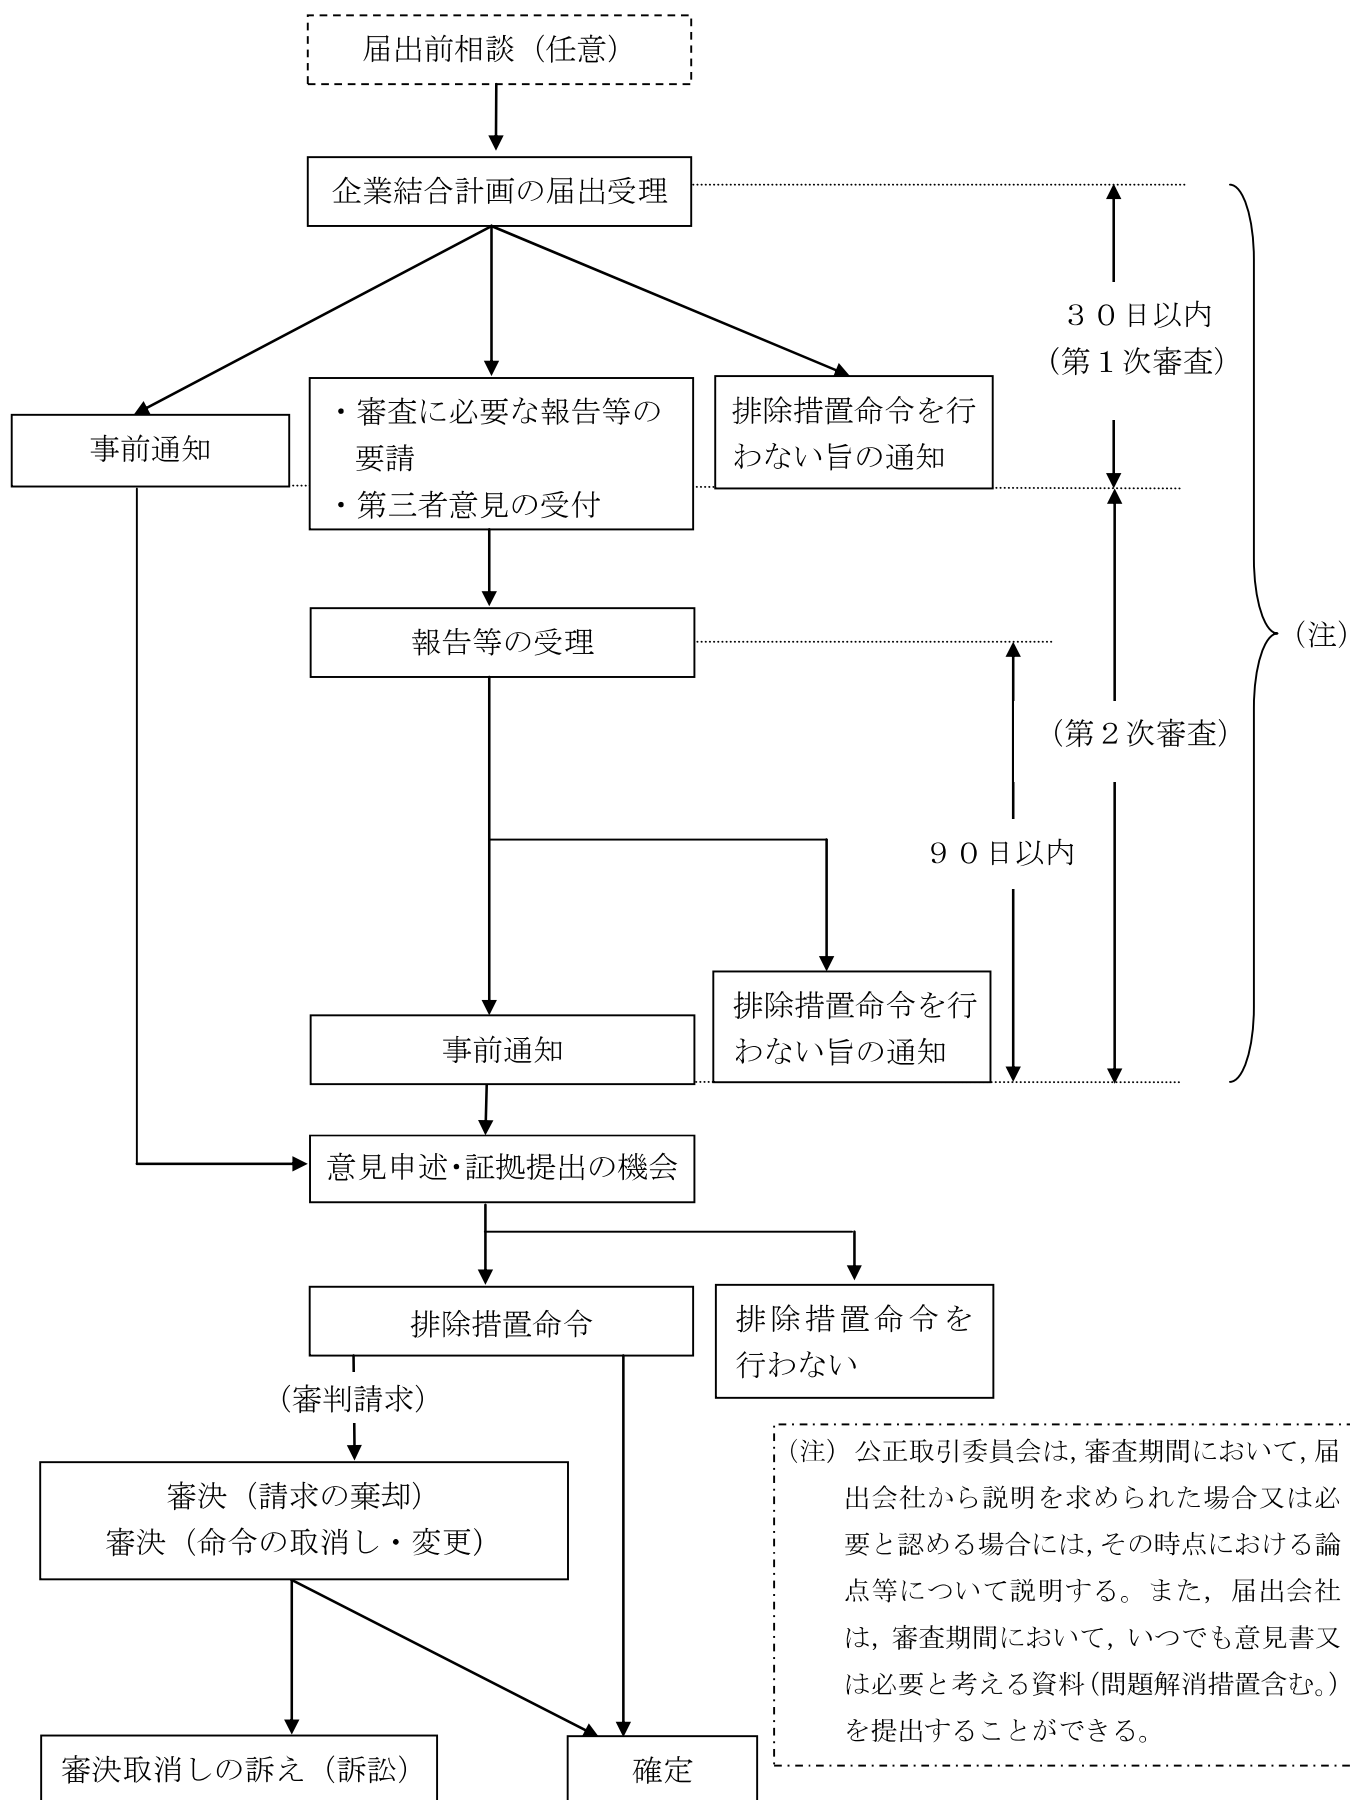 届出前相談（任意）
企業結合計画の届出受理
３０日以内
（第１次審査）
事前通知
・審査に必要な報告等の
要請
・第三者意見の受付
排除措置命令を行
わない旨の通知
報告等の受理
（注）
（第２次審査）
９０日以内
事前通知
排除措置命令を行
わない旨の通知
意見申述・証拠提出の機会
排除措置命令
排除措置命令を
行わない
（審判請求）
審決（請求の棄却）
審決（命令の取消し・変更）
（注）公正取引委員会は，審査期間において，届
出会社から説明を求められた場合又は必
要と認める場合には，その時点における論
点等について説明する。また，届出会社
は，審査期間において，いつでも意見書又
は必要と考える資料（問題解消措置含む。）
を提出することができる。
審決取消しの訴え（訴訟）
確定